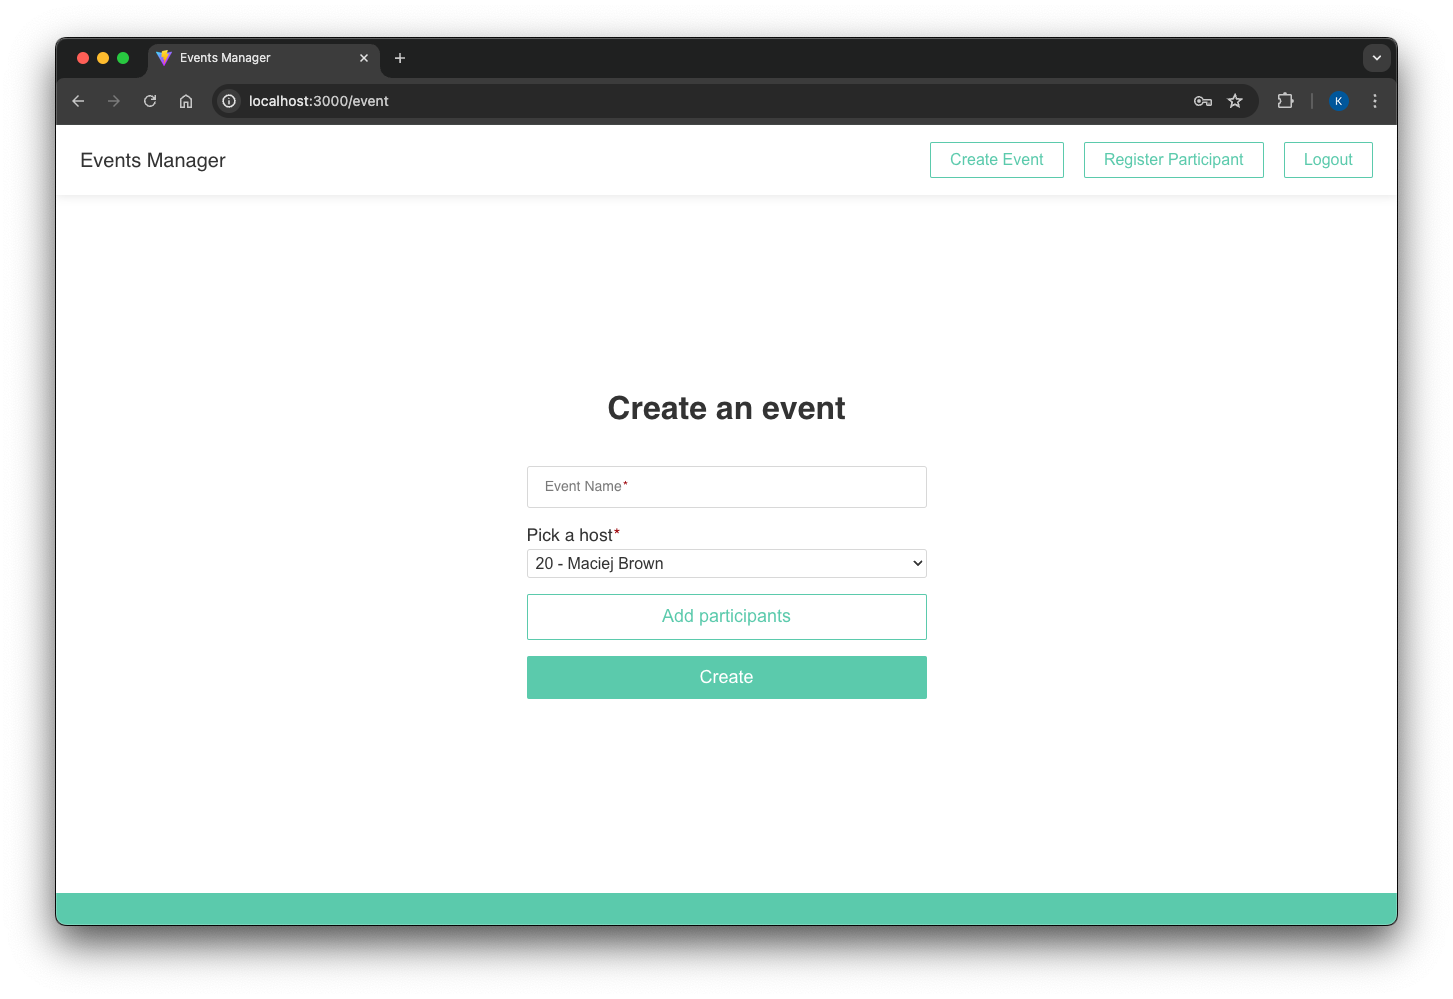 Events Manager
localhost:3000/event
K
Events Manager
Create Event
Register Participant
Logout
Create an event
Event Name*
Pick a host*
20 - Maciej Brown
Add participants
Create